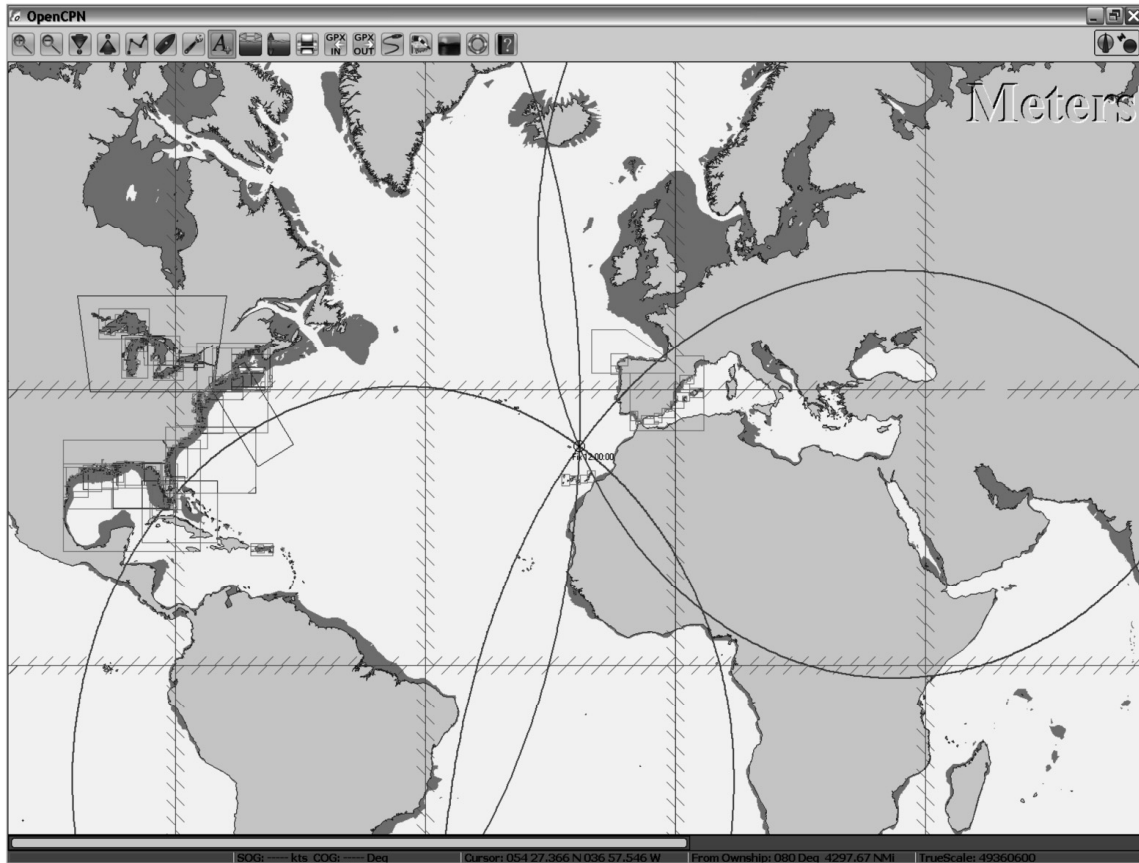 OpenCPN
GPX IN
GPX OUT
Meters
Fri 12:00:00
SOG: ----- kts COG: ----- Deg
Cursor: 054 27.366 N 036 57.546 W
From Ownship: 080 Deg 4297.67 NMi
TrueScale: 49360600